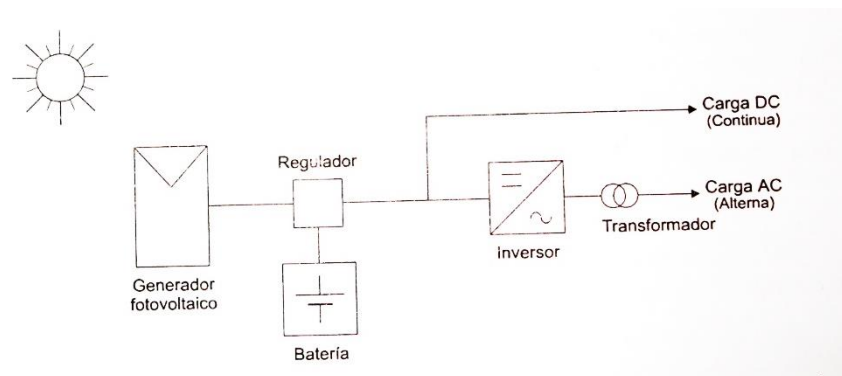 Carga DC
(Continua)
Regulador
Carga AC
(Alterna)
Transformador
Inversor
Generador
fotovoltaico
Batería